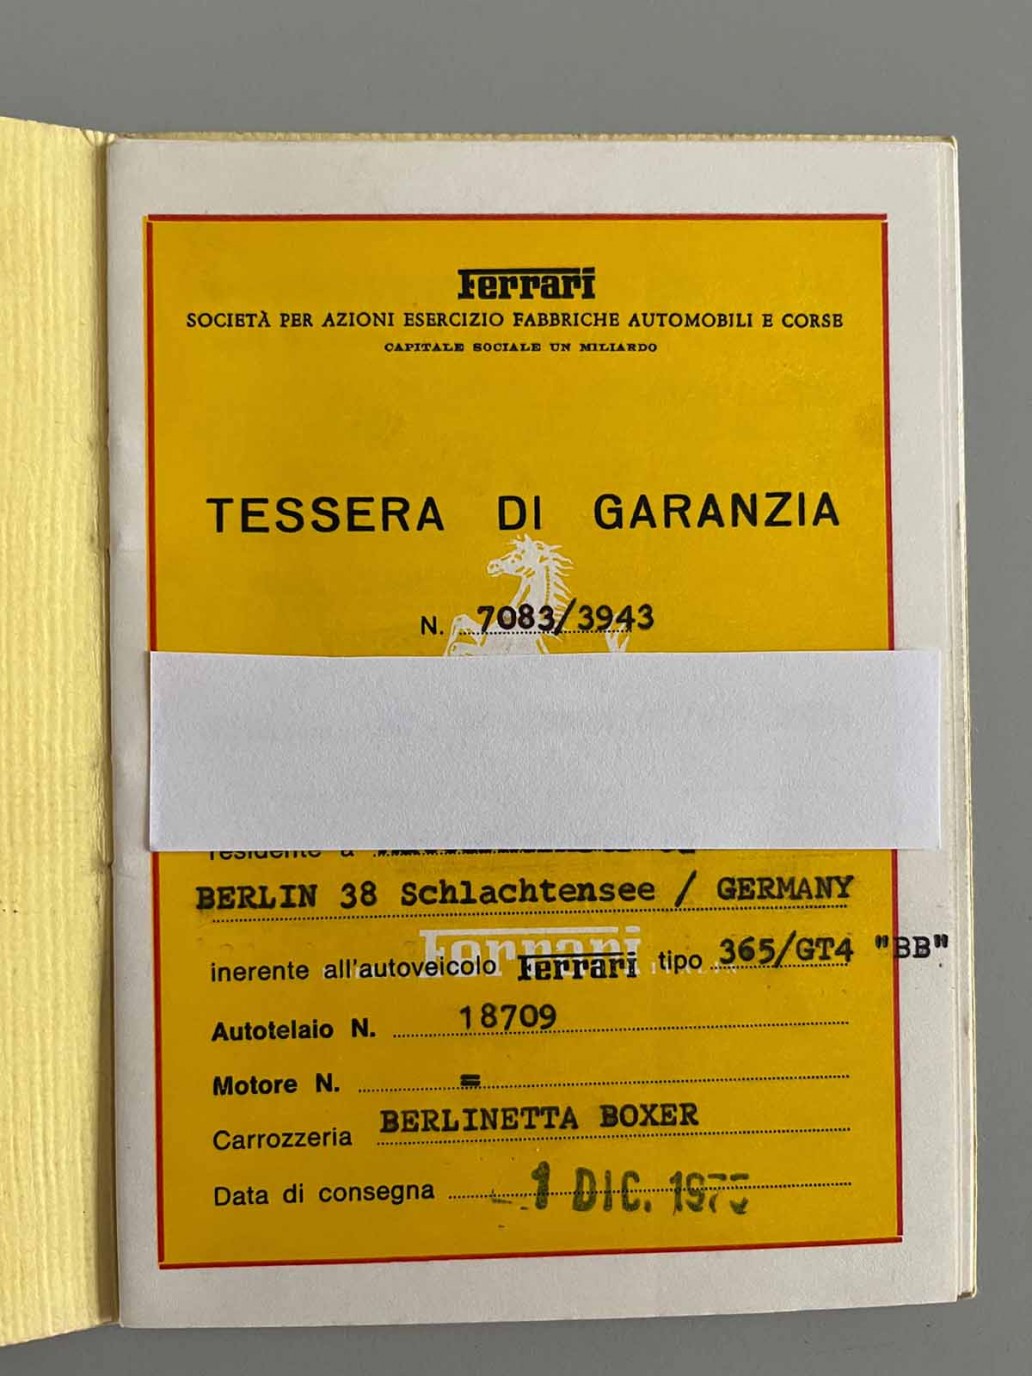 Ferrari
SOCIETÀ PER AZIONI ESERCIZIO FABBRICHE AUTOMOBILI E CORSE
CAPITALE SOCIALE UN MILIARDO
TESSERA DI GARANZIA
N. 7083/3943
residente a
BERLIN 38 Schlachtensee / GERMANY
inerente all'autoveicolo Ferrari tipo 365/GT4 "BB"
Autotelaio N. 18709
Motore N. =
Carrozzeria BERLINETTA BOXER
Data di consegna -1 DIC. 1975